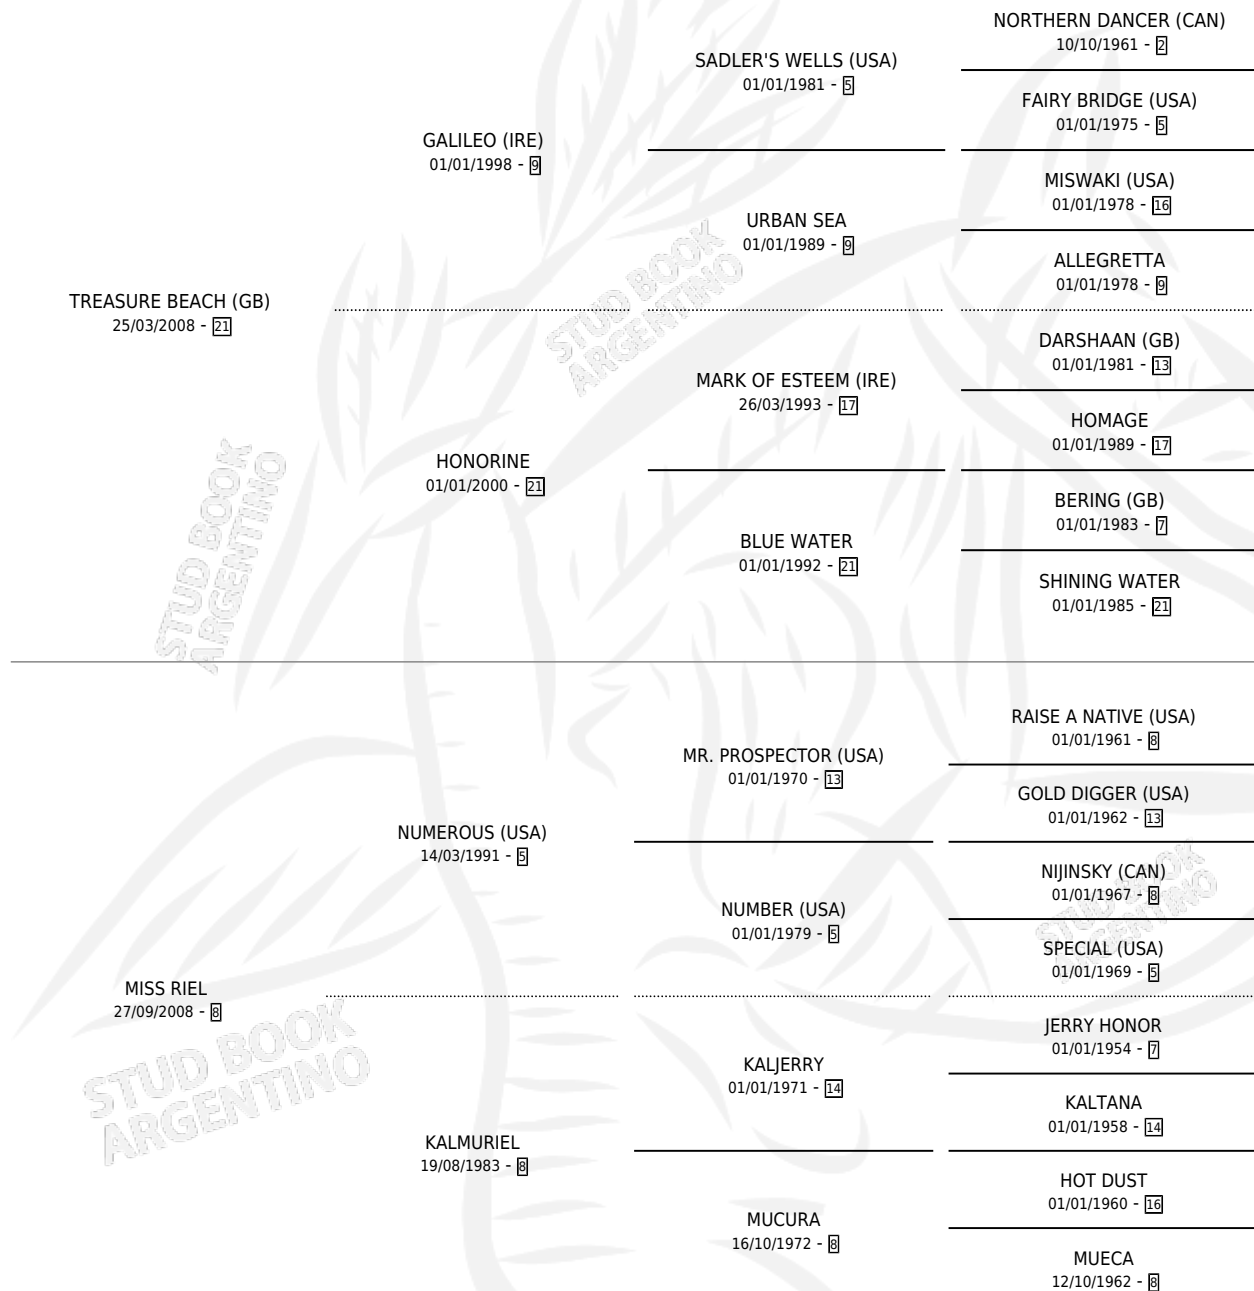 NORTHERN DANCER (CAN)
10/10/1961 - 2
SADLER'S WELLS (USA)
01/01/1981 - 5
FAIRY BRIDGE (USA)
01/01/1975 - 5
GALILEO (IRE)
01/01/1998 - 9
MISWAKI (USA)
01/01/1978 - 16
URBAN SEA
01/01/1989 - 9
ALLEGRETTA
01/01/1978 - 9
TREASURE BEACH (GB)
25/03/2008 - 21
DARSHAAN (GB)
01/01/1981 - 13
MARK OF ESTEEM (IRE)
26/03/1993 - 17
HOMAGE
01/01/1989 - 17
HONORINE
01/01/2000 - 21
BERING (GB)
01/01/1983 - 7
BLUE WATER
01/01/1992 - 21
SHINING WATER
01/01/1985 - 21
RAISE A NATIVE (USA)
01/01/1961 - 8
MR. PROSPECTOR (USA)
01/01/1970 - 13
GOLD DIGGER (USA)
01/01/1962 - 13
NUMEROUS (USA)
14/03/1991 - 5
NIJINSKY (CAN)
01/01/1967 - 8
NUMBER (USA)
01/01/1979 - 5
SPECIAL (USA)
01/01/1969 - 5
MISS RIEL
27/09/2008 - 8
JERRY HONOR
01/01/1954 - 7
KALJERRY
01/01/1971 - 14
KALTANA
01/01/1958 - 14
KALMURIEL
19/08/1983 - 8
HOT DUST
01/01/1960 - 16
MUCURA
16/10/1972 - 8
MUECA
12/10/1962 - 8
STUD BOOK
ARGENTINO
STUD BOOK
ARGENTINO
STUD BOOK
ARGENTINO
STUD BOOK
ARGENTINO